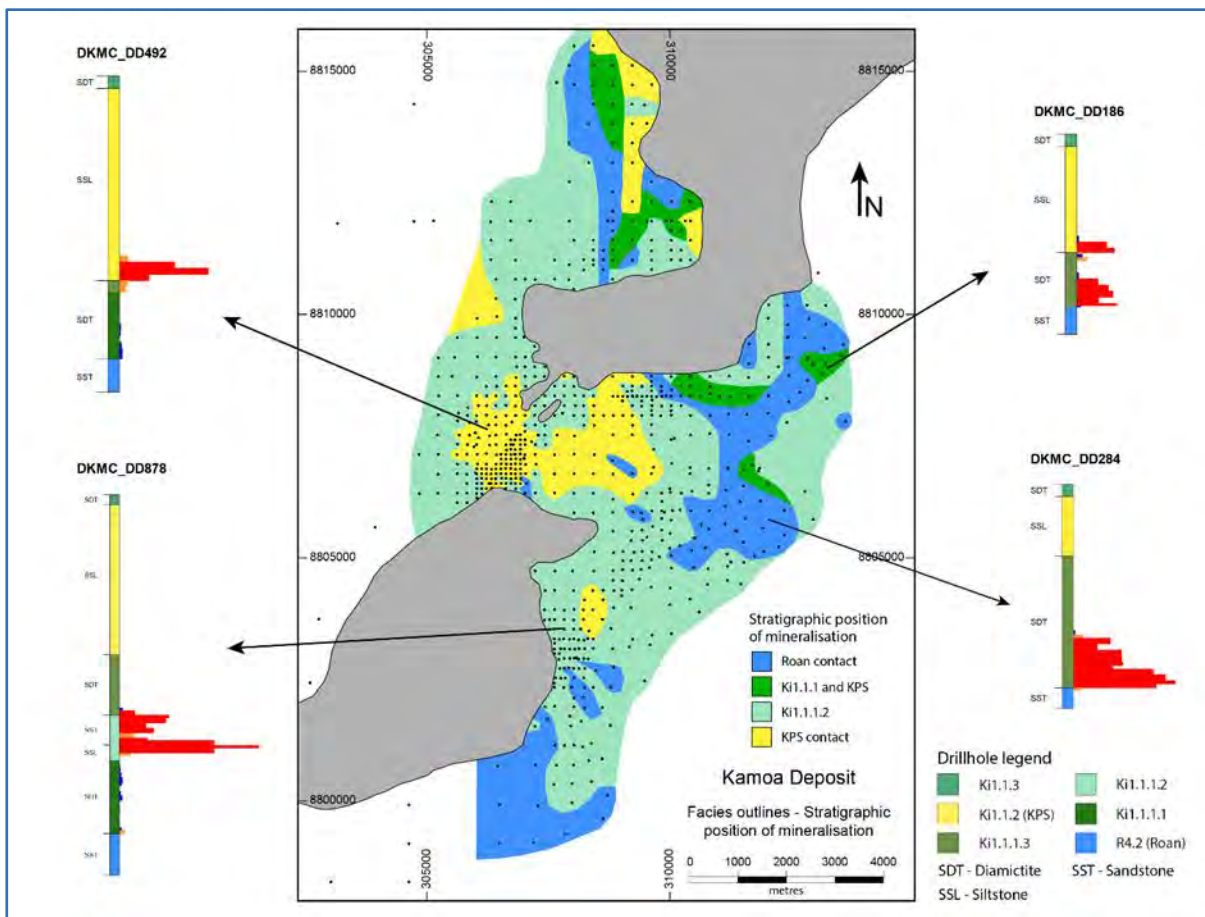 DKMC_DD492
SDT
SSL
SDT
SST
DKMC_DD878
SDT
SSL
SDT
SST
SSL
SDT
SST
305000
310000
8815000
8815000
8810000
8810000
8805000
8805000
8800000
305000
310000
N
Stratigraphic position
of mineralisation
Roan contact
Ki1.1.1 and KPS
Ki1.1.1.2
KPS contact
Kamoa Deposit
Facies outlines - Stratigraphic
position of mineralisation
0 1000 2000 3000 4000
metres
DKMC_DD186
SDT
SSL
SDT
SST
DKMC_DD284
SDT
SSL
SDT
SST
Drillhole legend
Ki1.1.3
Ki1.1.1.2
Ki1.1.2 (KPS)
Ki1.1.1.1
Ki1.1.1.3
R4.2 (Roan)
SDT - Diamictite
SST - Sandstone
SSL - Siltstone